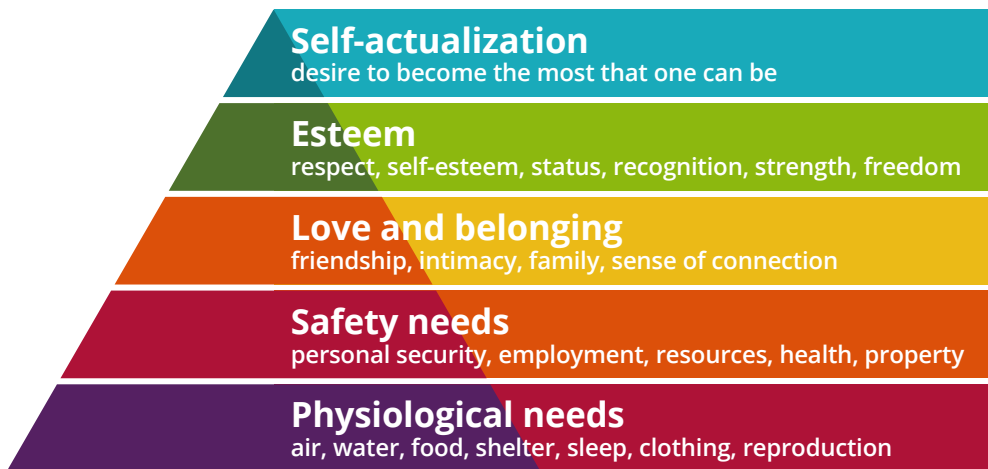 Self-actualization
desire to become the most that one can be
Esteem
respect, self-esteem, status, recognition, strength, freedom
Love and belonging
friendship, intimacy, family, sense of connection
Safety needs
personal security, employment, resources, health, property
Physiological needs
air, water, food, shelter, sleep, clothing, reproduction